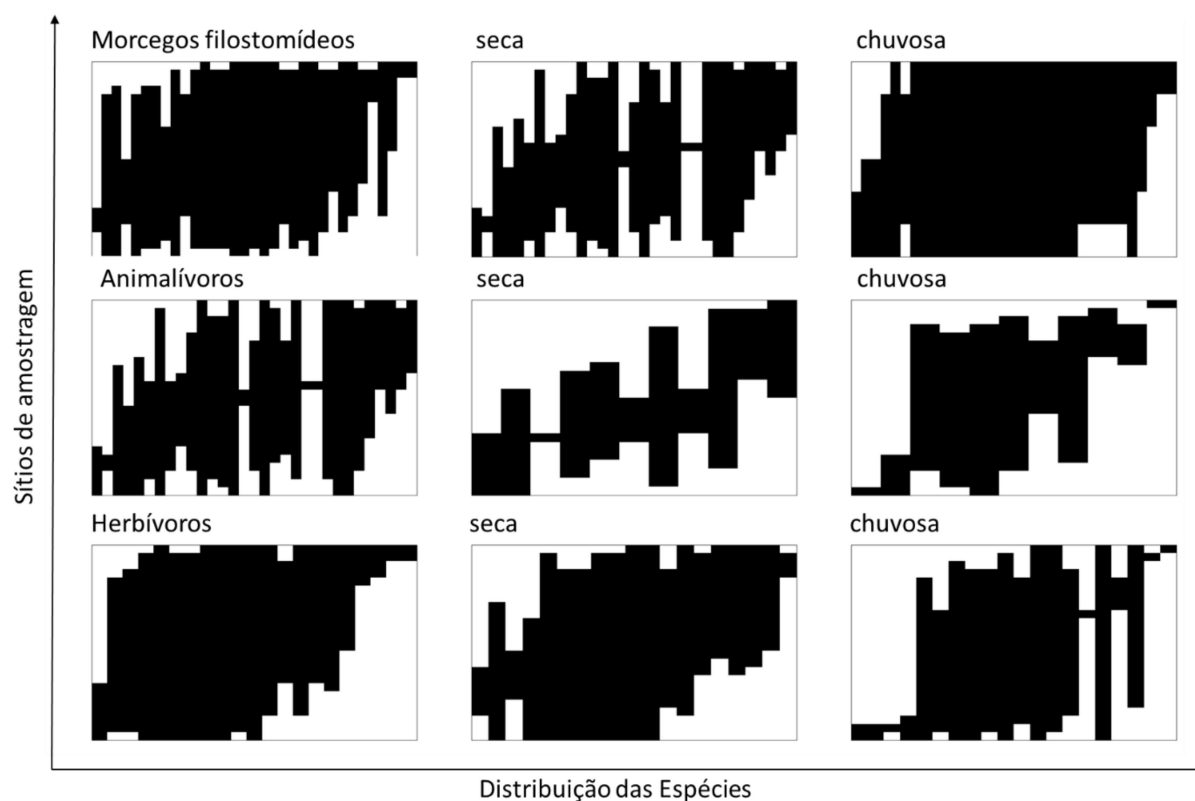 Morcegos filostomídeos
seca
chuvosa
Animalívoros
seca
chuvosa
Herbívoros
seca
chuvosa
Sítios de amostragem
Distribuição das Espécies